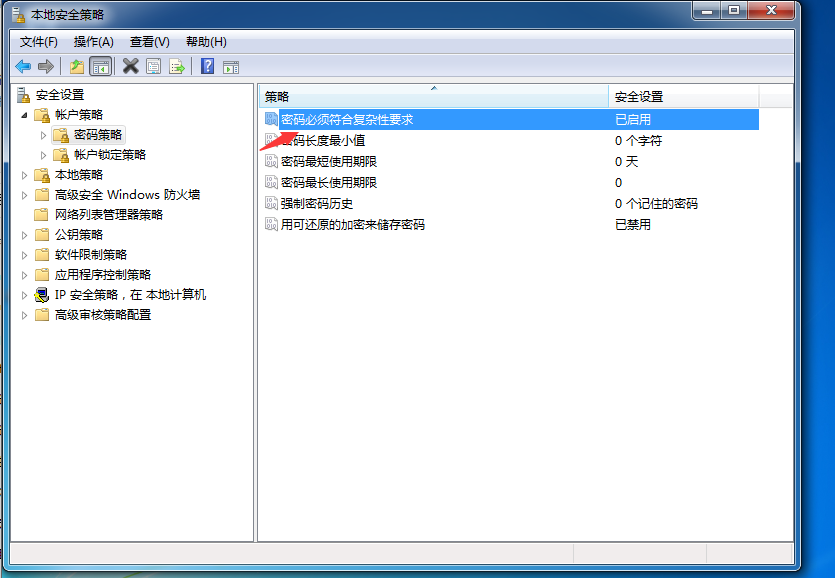 本地安全策略
文件(F) 操作(A) 查看(V) 帮助(H)
安全设置
帐户策略
密码策略
帐户锁定策略
本地策略
高级安全 Windows 防火墙
网络列表管理器策略
公钥策略
软件限制策略
应用程序控制策略
IP 安全策略，在 本地计算机
高级审核策略配置
策略 安全设置
密码必须符合复杂性要求 已启用
密码长度最小值 0 个字符
密码最短使用期限 0 天
密码最长使用期限 0
强制密码历史 0 个记住的密码
用可还原的加密来储存密码 已禁用